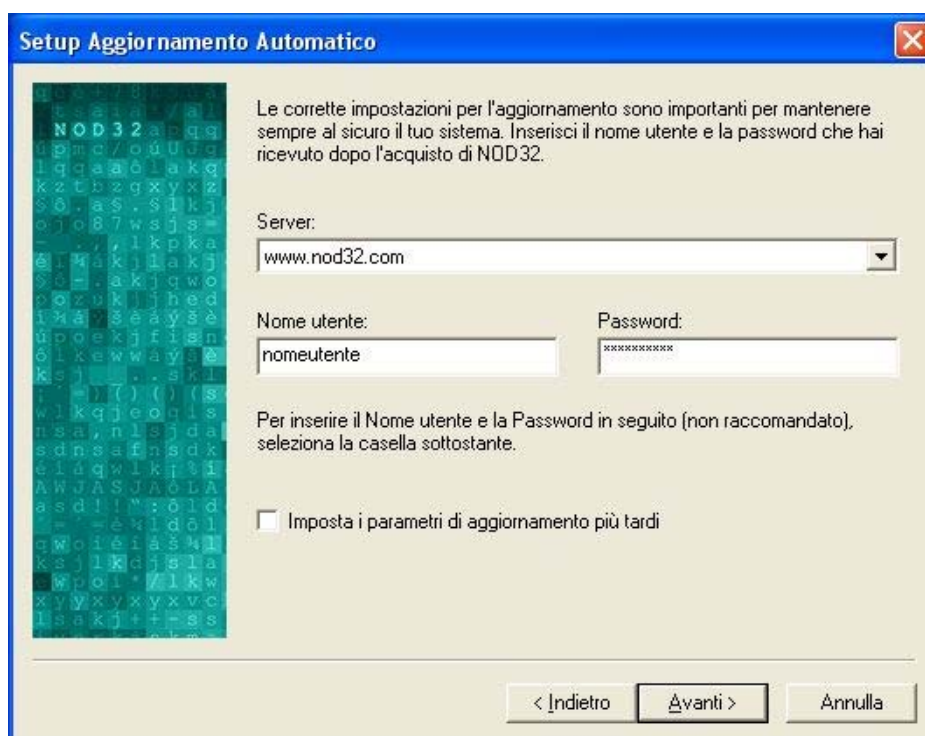 Setup Aggiornamento Automatico
NOD32
Le corrette impostazioni per l'aggiornamento sono importanti per mantenere
sempre al sicuro il tuo sistema. Inserisci il nome utente e la password che hai
ricevuto dopo l'acquisto di NOD32.
Server:
www.nod32.com
Nome utente:
Password:
nomeutente
××××××××××
Per inserire il Nome utente e la Password in seguito (non raccomandato),
seleziona la casella sottostante.
Imposta i parametri di aggiornamento più tardi
< Indietro
Avanti >
Annulla